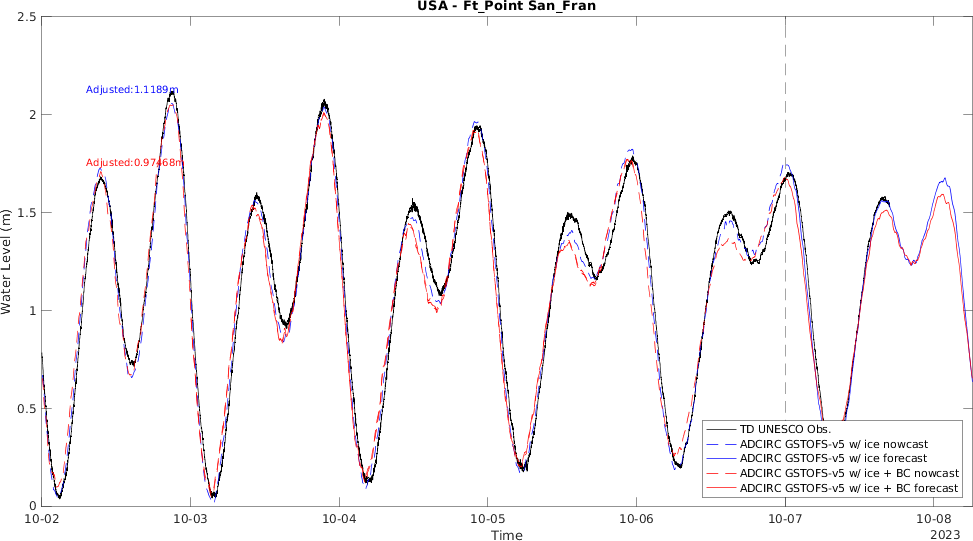 USA - Ft_Point San_Fran
2.5
2
1.5
1
0.5
0
Water Level (m)
Adjusted:1.1189m
Adjusted:0.97468m
TD UNESCO Obs.
ADCIRC GSTOFS-v5 w/ ice nowcast
ADCIRC GSTOFS-v5 w/ ice forecast
ADCIRC GSTOFS-v5 w/ ice + BC nowcast
ADCIRC GSTOFS-v5 w/ ice + BC forecast
10-02 10-03 10-04 10-05 10-06 10-07 10-08
Time
2023